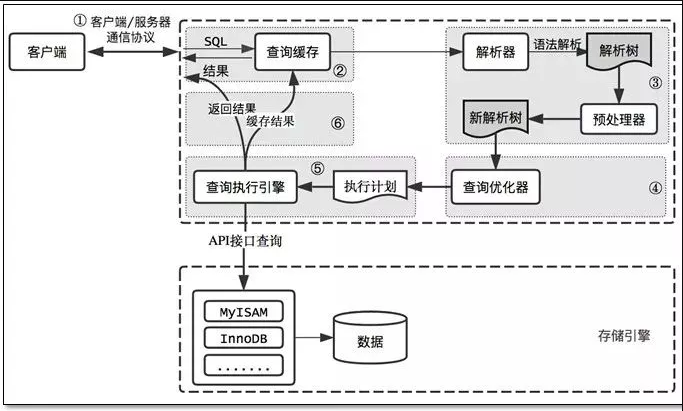 ① 客户端/服务器
通信协议
客户端
SQL
结果
查询缓存
②
解析器
语法解析
解析树
③
新解析树
预处理器
返回结果
缓存结果
⑥
⑤
查询执行引擎
执行计划
查询优化器
④
API接口查询
MyISAM
InnoDB
.......
数据
存储引擎